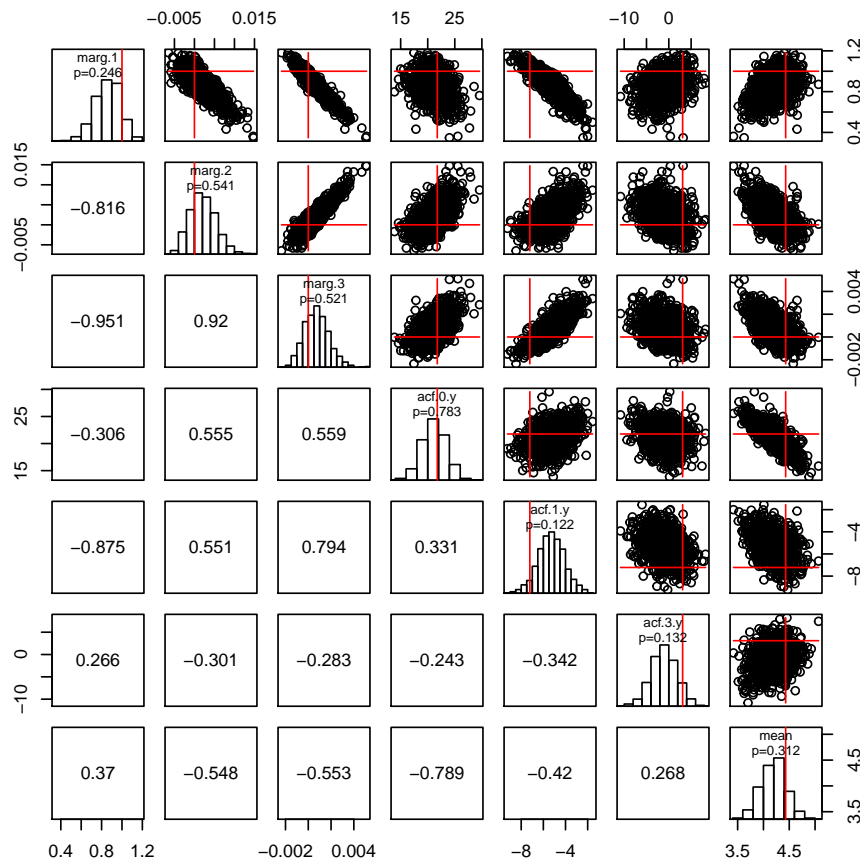 −0.005 0.015 15 25 −10 0
marg.1
p=0.246
0.4 0.8 1.2
−0.005 0.015
−0.816
marg.2
p=0.541
−0.951 0.92
marg.3
p=0.521
−0.002 0.004
15 25
−0.306 0.555 0.559
acf.0.y
p=0.783
−0.875 0.551 0.794 0.331
acf.1.y
p=0.122
−8 −4
−10 0
0.266 −0.301 −0.283 −0.243 −0.342
acf.3.y
p=0.132
0.37 −0.548 −0.553 −0.789 −0.42 0.268
mean
p=0.312
3.5 4.5
0.4 0.8 1.2 −0.002 0.004 −8 −4 3.5 4.5